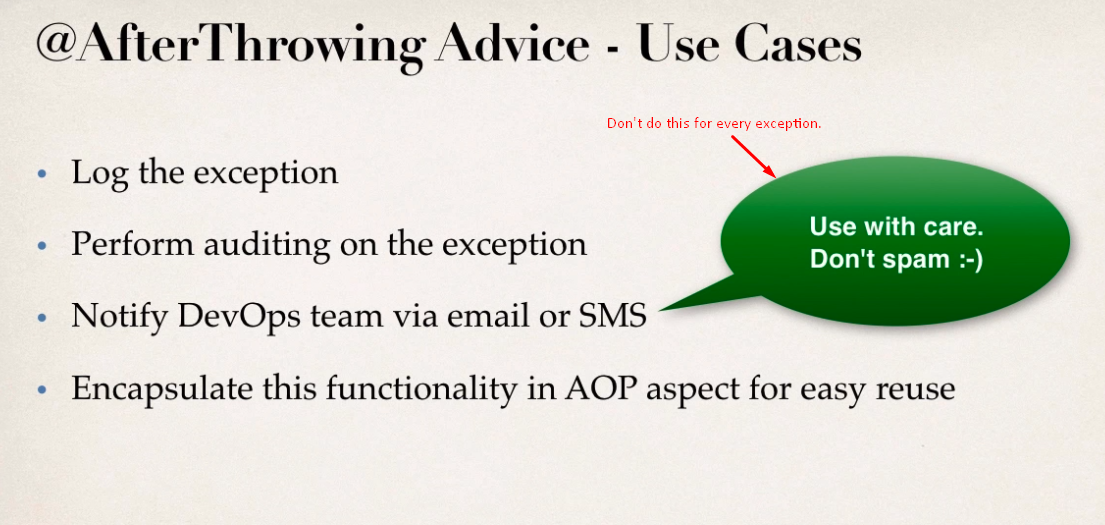 @AfterThrowing Advice - Use Cases
Don't do this for every exception.
• Log the exception
Use with care.
Don't spam :-)
• Perform auditing on the exception
• Notify DevOps team via email or SMS
• Encapsulate this functionality in AOP aspect for easy reuse